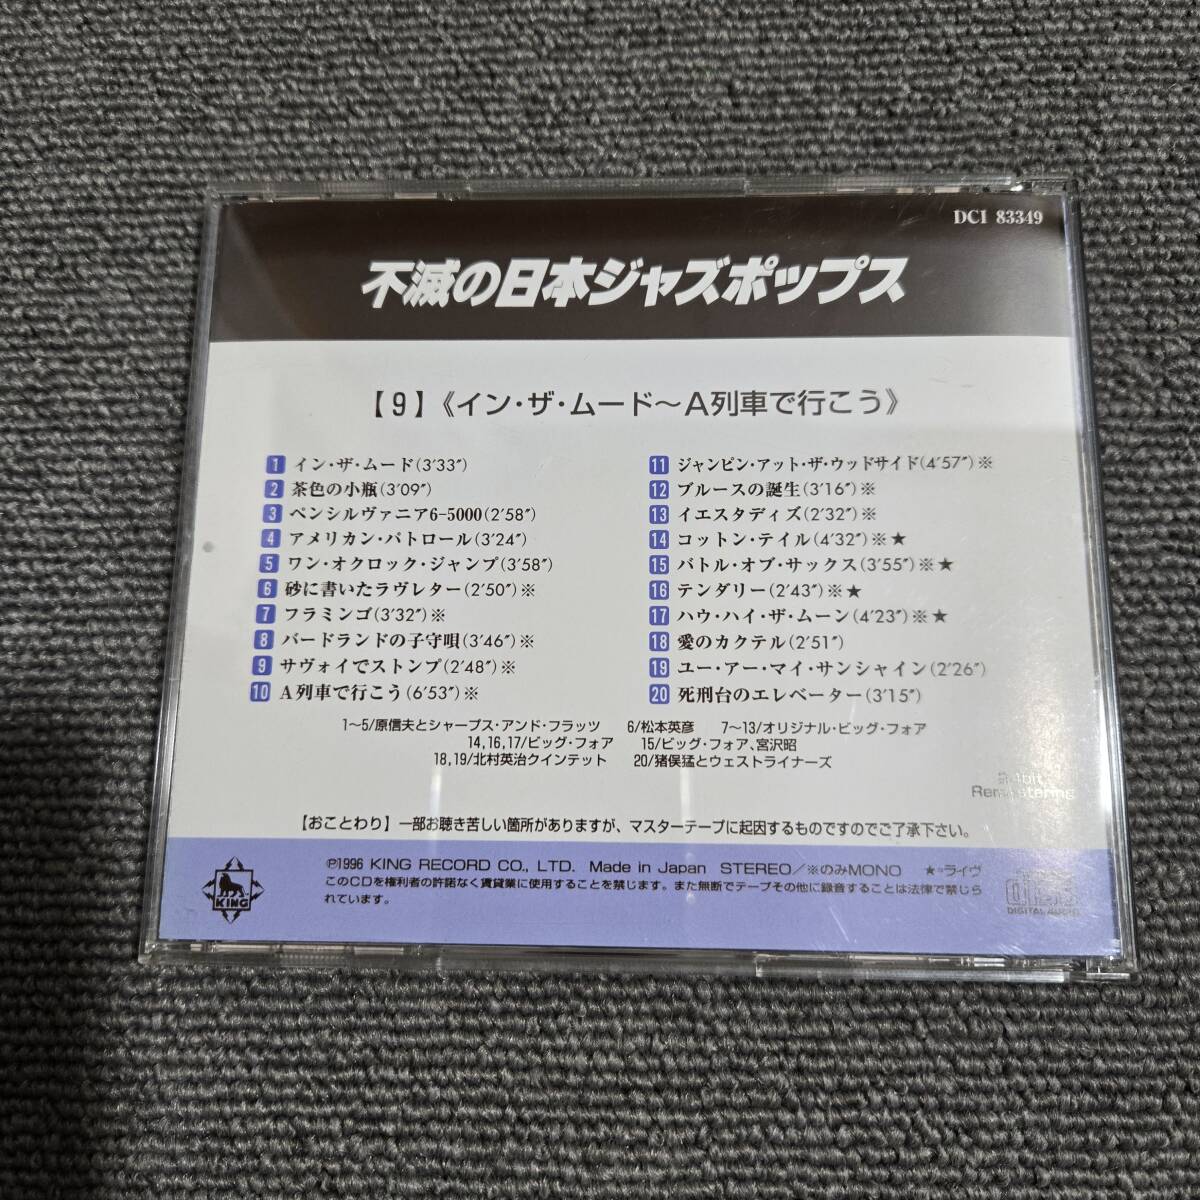 DCI 83349
不滅の日本ジャズポップス
【9】《イン・ザ・ムード～A列車で行こう》
1 イン・ザ・ムード(3′33″)
2 茶色の小瓶(3′09″)
3 ペンシルヴァニア6-5000(2′58″)
4 アメリカン・パトロール(3′24″)
5 ワン・オクロック・ジャンプ(3′58″)
6 砂に書いたラヴレター(2′50″)※
7 フラミンゴ(3′32″)※
8 バードランドの子守唄(3′46″)※
9 サヴォイでストンプ(2′48″)※
10 A列車で行こう(6′53″)※
11 ジャンピン・アット・ザ・ウッドサイド(4′57″)※
12 ブルースの誕生(3′16″)※
13 イエスタディズ(2′32″)※
14 コットン・テイル(4′32″)※★
15 バトル・オブ・サックス(3′55″)※★
16 テンダリー(2′43″)※★
17 ハウ・ハイ・ザ・ムーン(4′23″)※★
18 愛のカクテル(2′51″)
19 ユー・アー・マイ・サンシャイン(2′26″)
20 死刑台のエレベーター(3′15″)
1～5/原信夫とシャープス・アンド・フラッツ 6/松本英彦 7～13/オリジナル・ビッグ・フォア
14,16,17/ビッグ・フォア 15/ビッグ・フォア、宮沢昭
18,19/北村英治クインテット 20/猪俣猛とウェストライナーズ
Remastering
【おことわり】一部お聴き苦しい箇所がありますが、マスターテープに起因するものですのでご了承下さい。
KING
℗1996 KING RECORD CO., LTD. Made in Japan STEREO/※のみMONO ★=ライヴ
このCDを権利者の許諾なく賃貸業に使用することを禁じます。また無断でテープその他に録音することは法律で禁じら
れています。
DIGITAL AUDIO